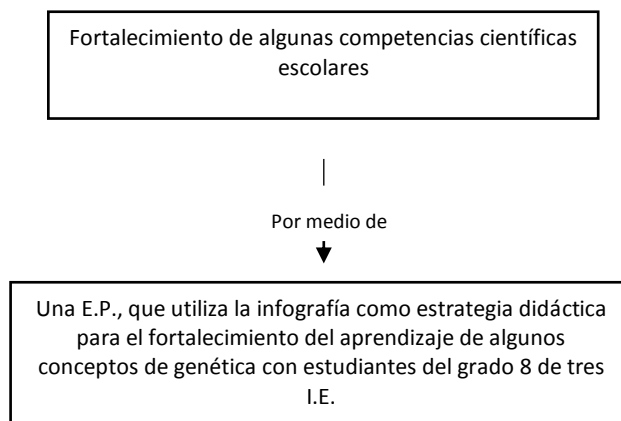 Fortalecimiento de algunas competencias científicas
escolares
Por medio de
Una E.P., que utiliza la infografía como estrategia didáctica
para el fortalecimiento del aprendizaje de algunos
conceptos de genética con estudiantes del grado 8 de tres
I.E.